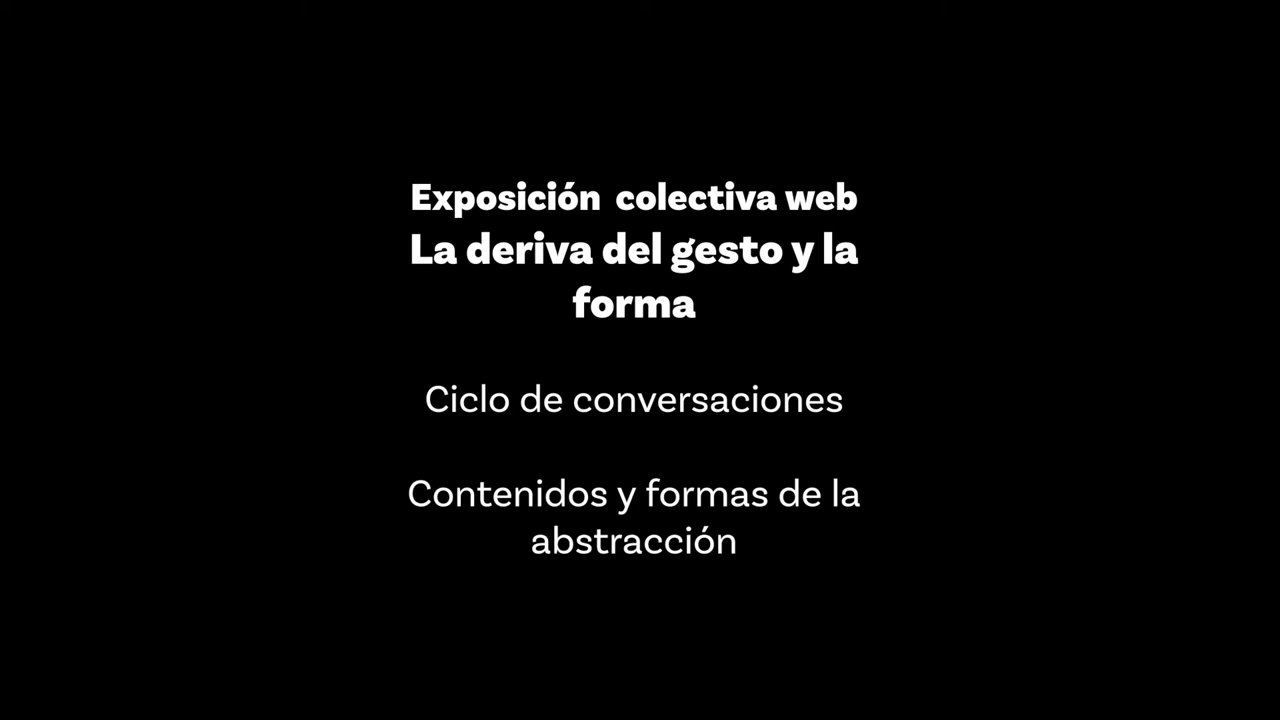 Exposición colectiva web
La deriva del gesto y la
forma
Ciclo de conversaciones
Contenidos y formas de la
abstracción